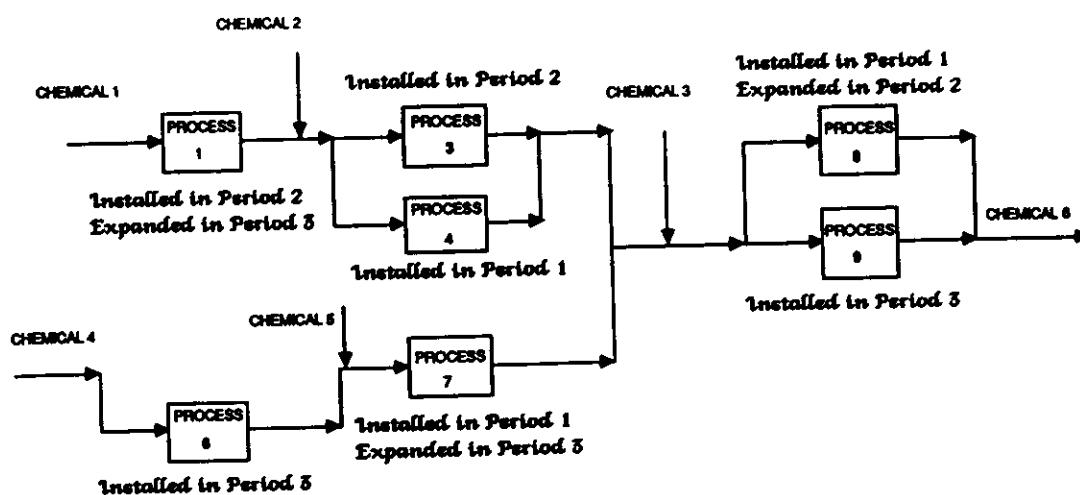 CHEMICAL 2
CHEMICAL 1
Installed in Period 2
CHEMICAL 3
Installed in Period 1
Expanded in Period 2
PROCESS
1
PROCESS
3
PROCESS
8
Installed in Period 2
Expanded in Period 3
PROCESS
4
Installed in Period 1
PROCESS
9
CHEMICAL 6
Installed in Period 3
CHEMICAL 4
CHEMICAL 5
PROCESS
7
PROCESS
6
Installed in Period 1
Expanded in Period 3
Installed in Period 3